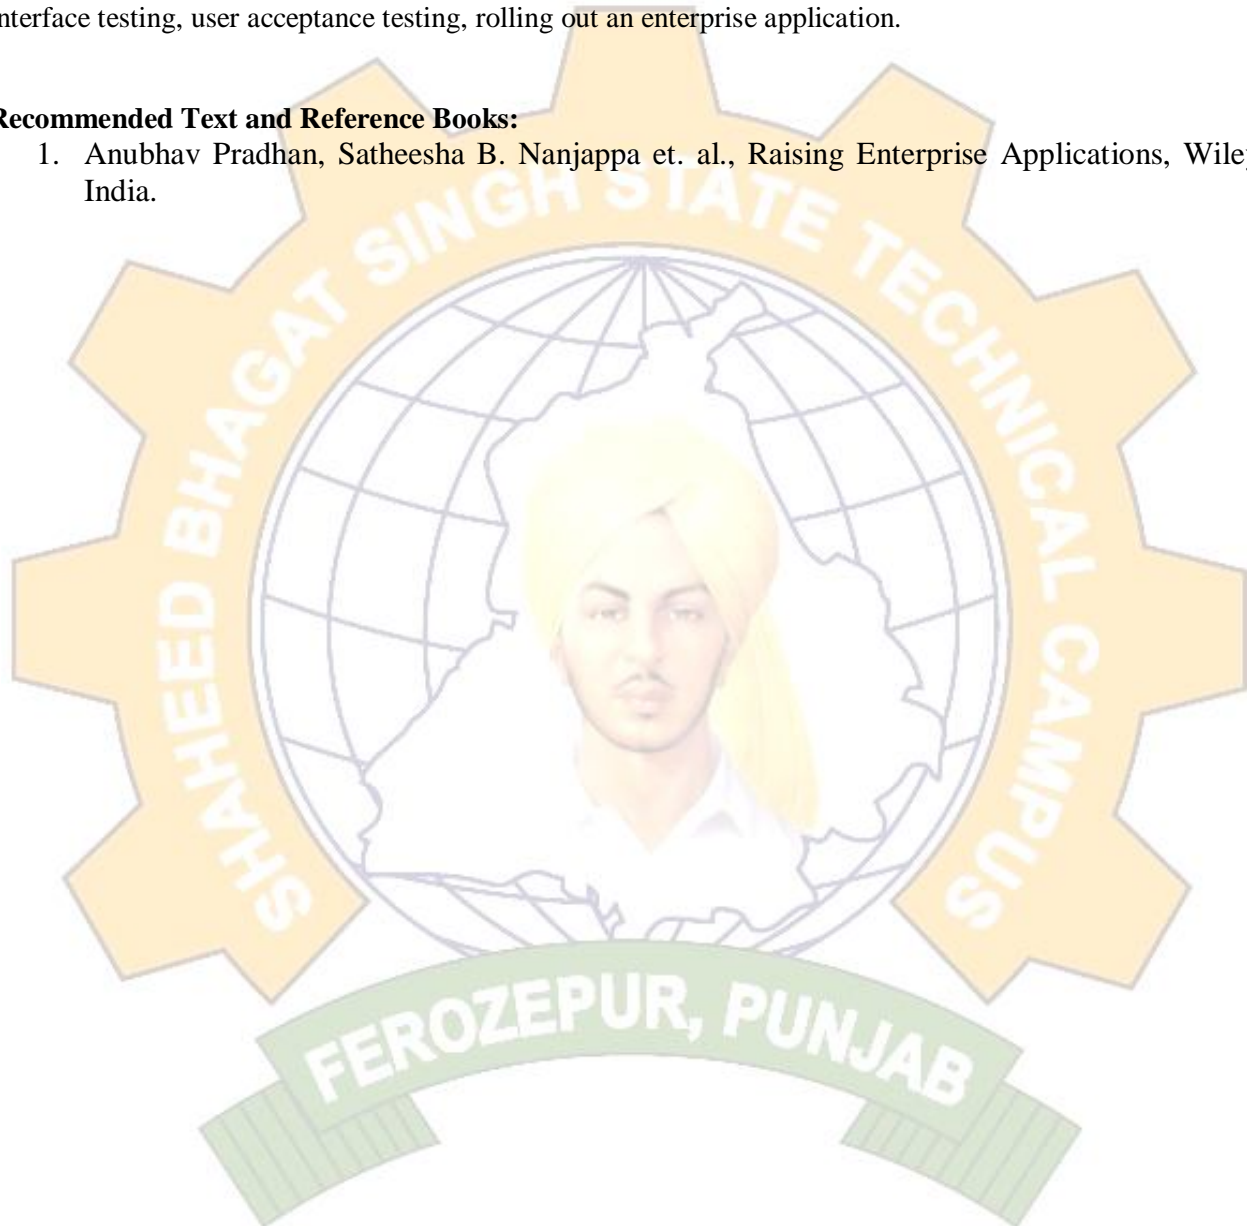 nterface testing, user acceptance testing, rolling out an enterprise application.
Recommended Text and Reference Books:
1. Anubhav Pradhan, Satheesha B. Nanjappa et. al., Raising Enterprise Applications, Wiley
India.
SHAHEED BHAGAT SINGH STATE TECHNICAL CAMPUS
FEROZEPUR, PUNJAB